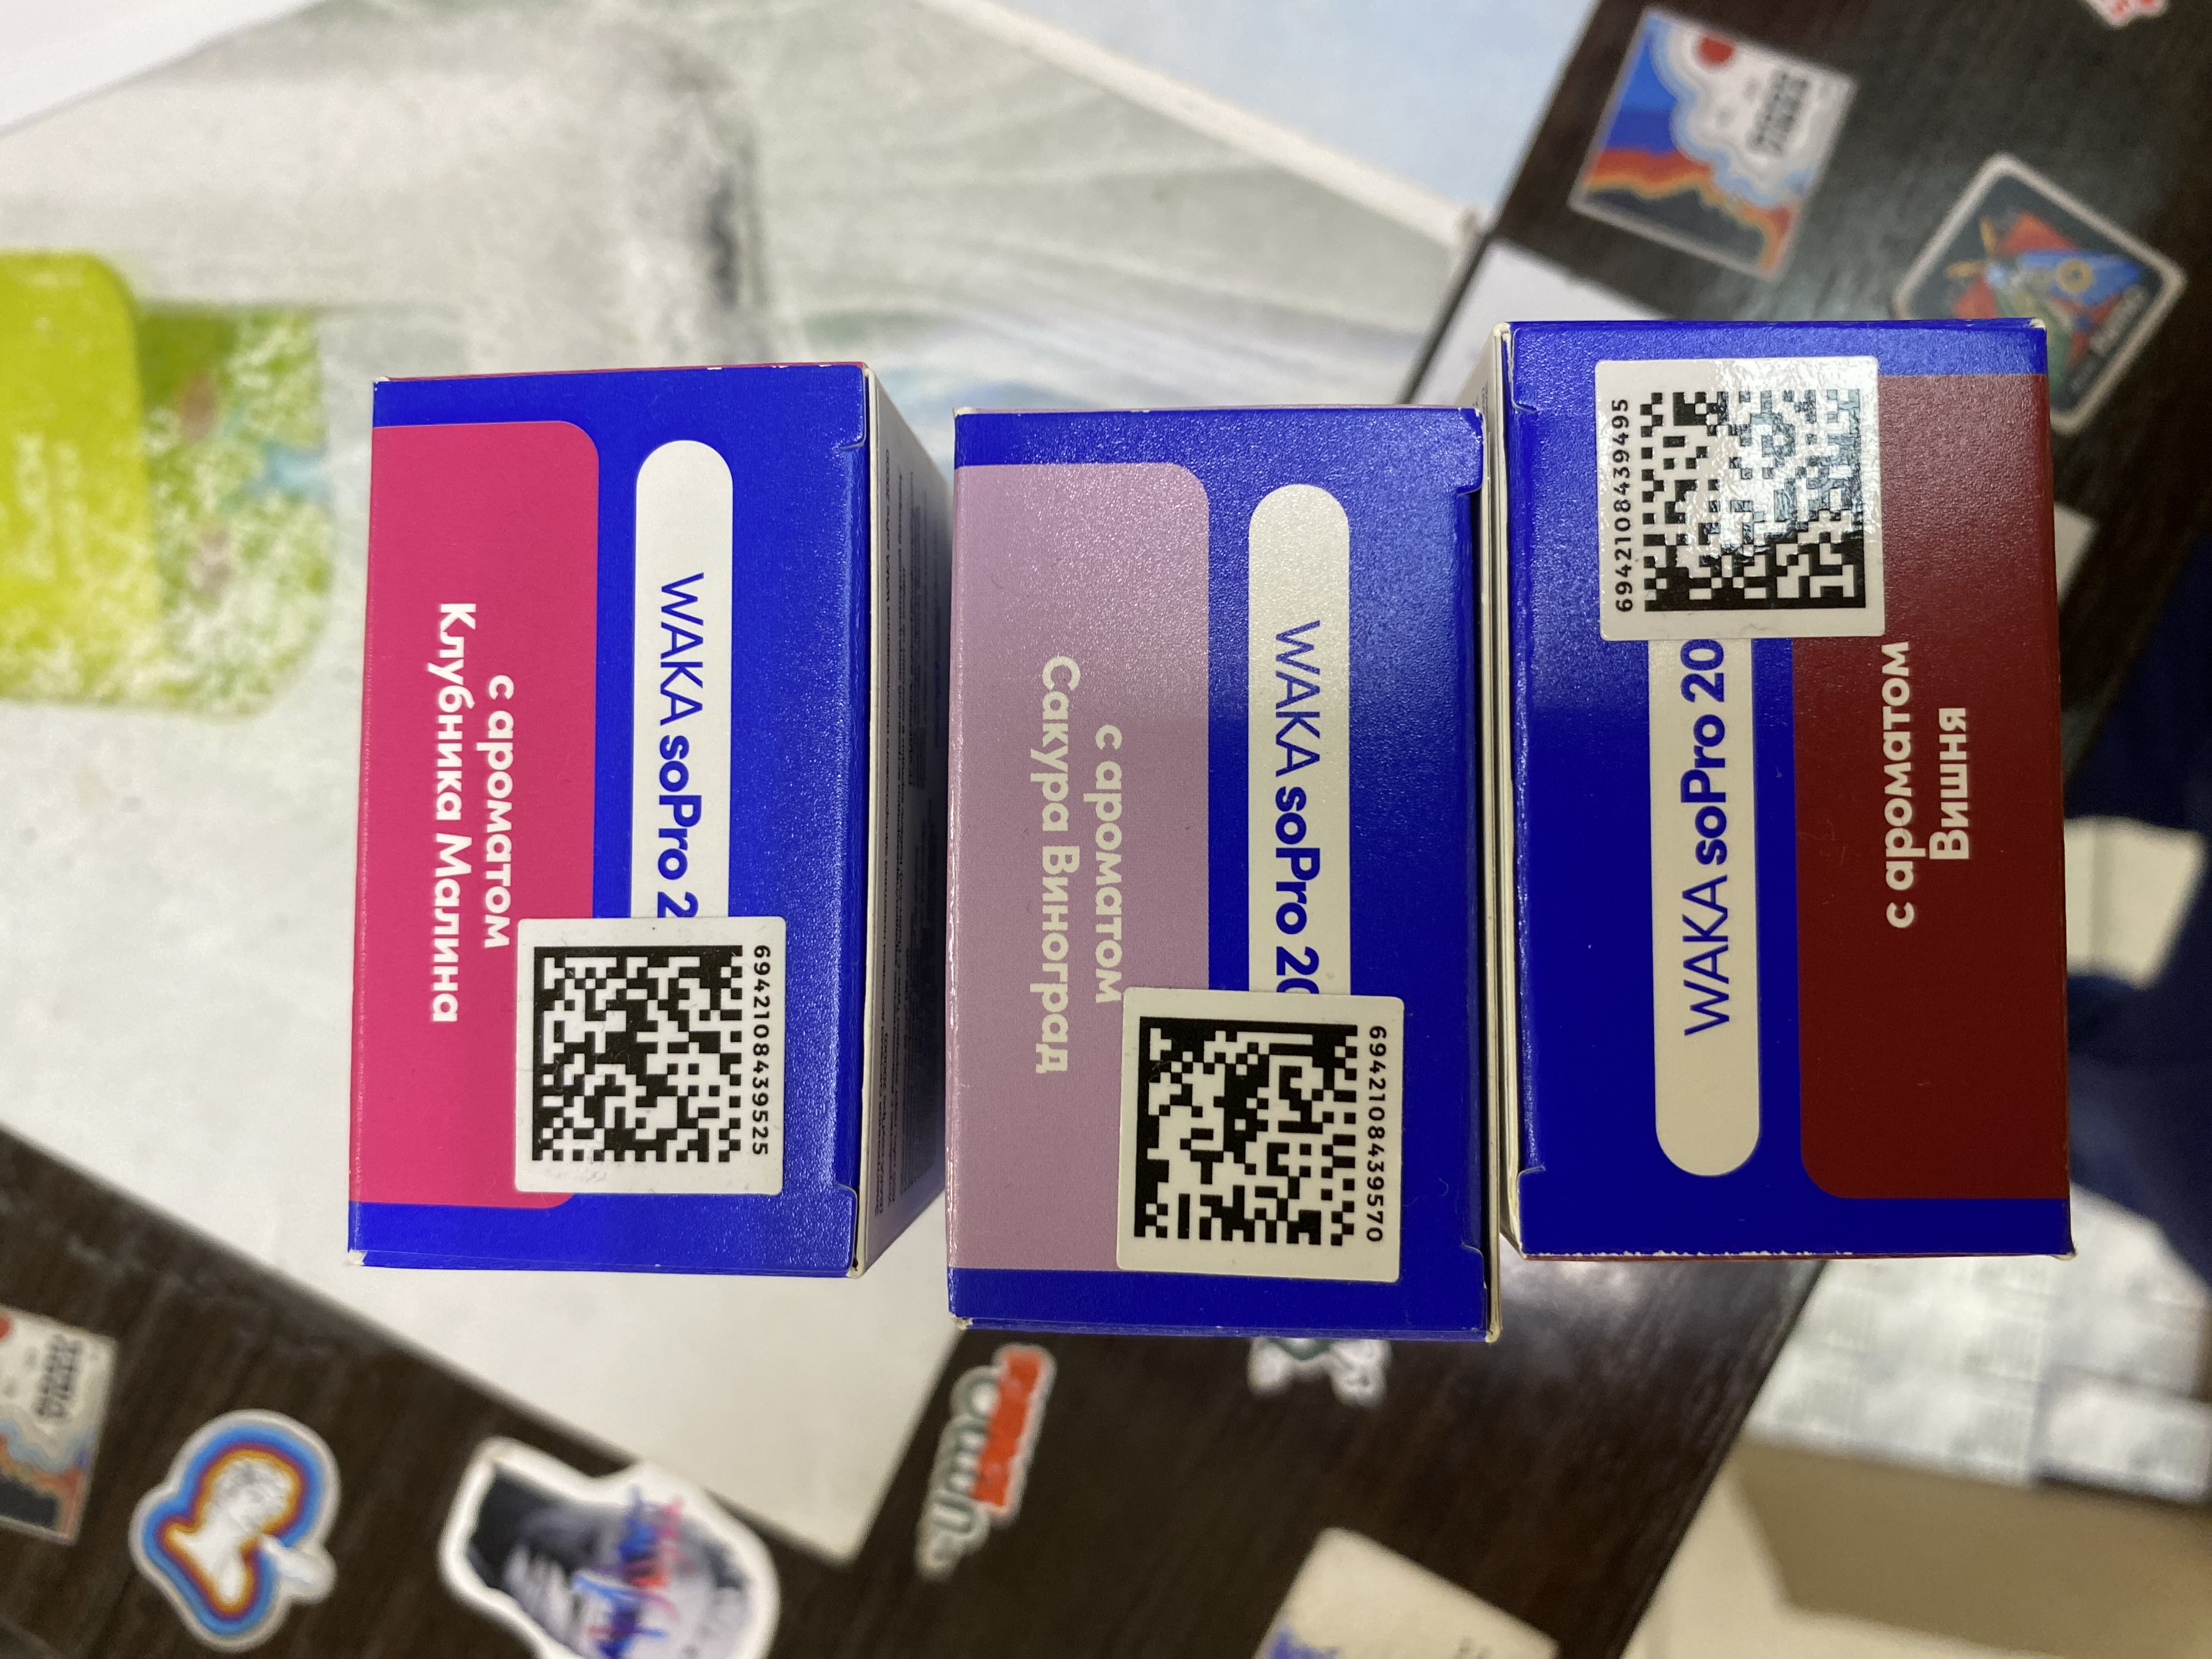 с ароматом
Клубника Малина
WAKA soPro 2
6942108439525
с ароматом
Сакура Виноград
WAKA soPro 20
6942108439570
6942108439495
WAKA soPro 20
с ароматом
Вишня